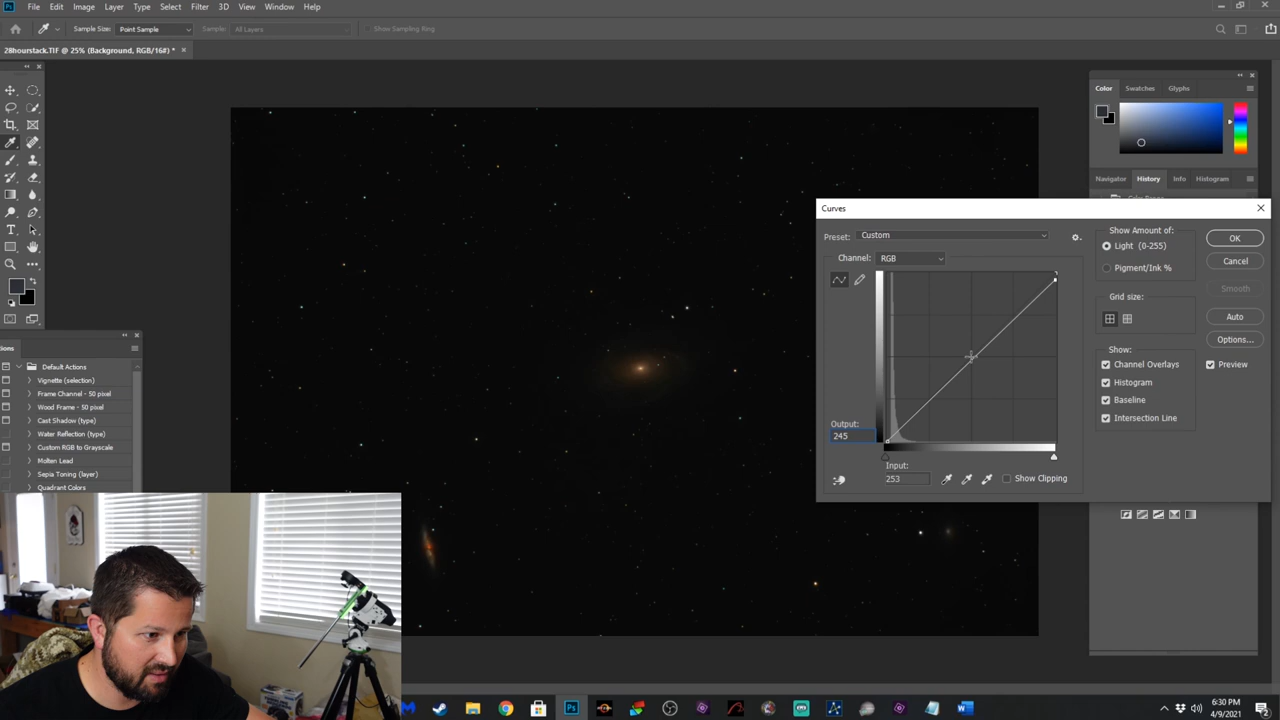 Ps File Edit Image Layer Type Select Filter 3D View Window Help
Sample Size: Point Sample Sample: All Layers Show Sampling Ring
28hourstack.TIF @ 25% (Background, RGB/16#) *
Color Swatches Glyphs
Navigator History Info Histogram
Curves
Preset: Custom
Channel: RGB
Output:
245
Input:
253
Show Clipping
Show Amount of:
Light (0-255)
Pigment/Ink %
Grid size:
Show:
Channel Overlays
Histogram
Baseline
Intersection Line
OK
Cancel
Smooth
Auto
Options...
Preview
ions
Default Actions
Vignette (selection)
Frame Channel - 50 pixel
Wood Frame - 50 pixel
Cast Shadow (type)
Water Reflection (type)
Custom RGB to Grayscale
Molten Lead
Sepia Toning (layer)
Quadrant Colors
Ps
6:30 PM
4/9/2021